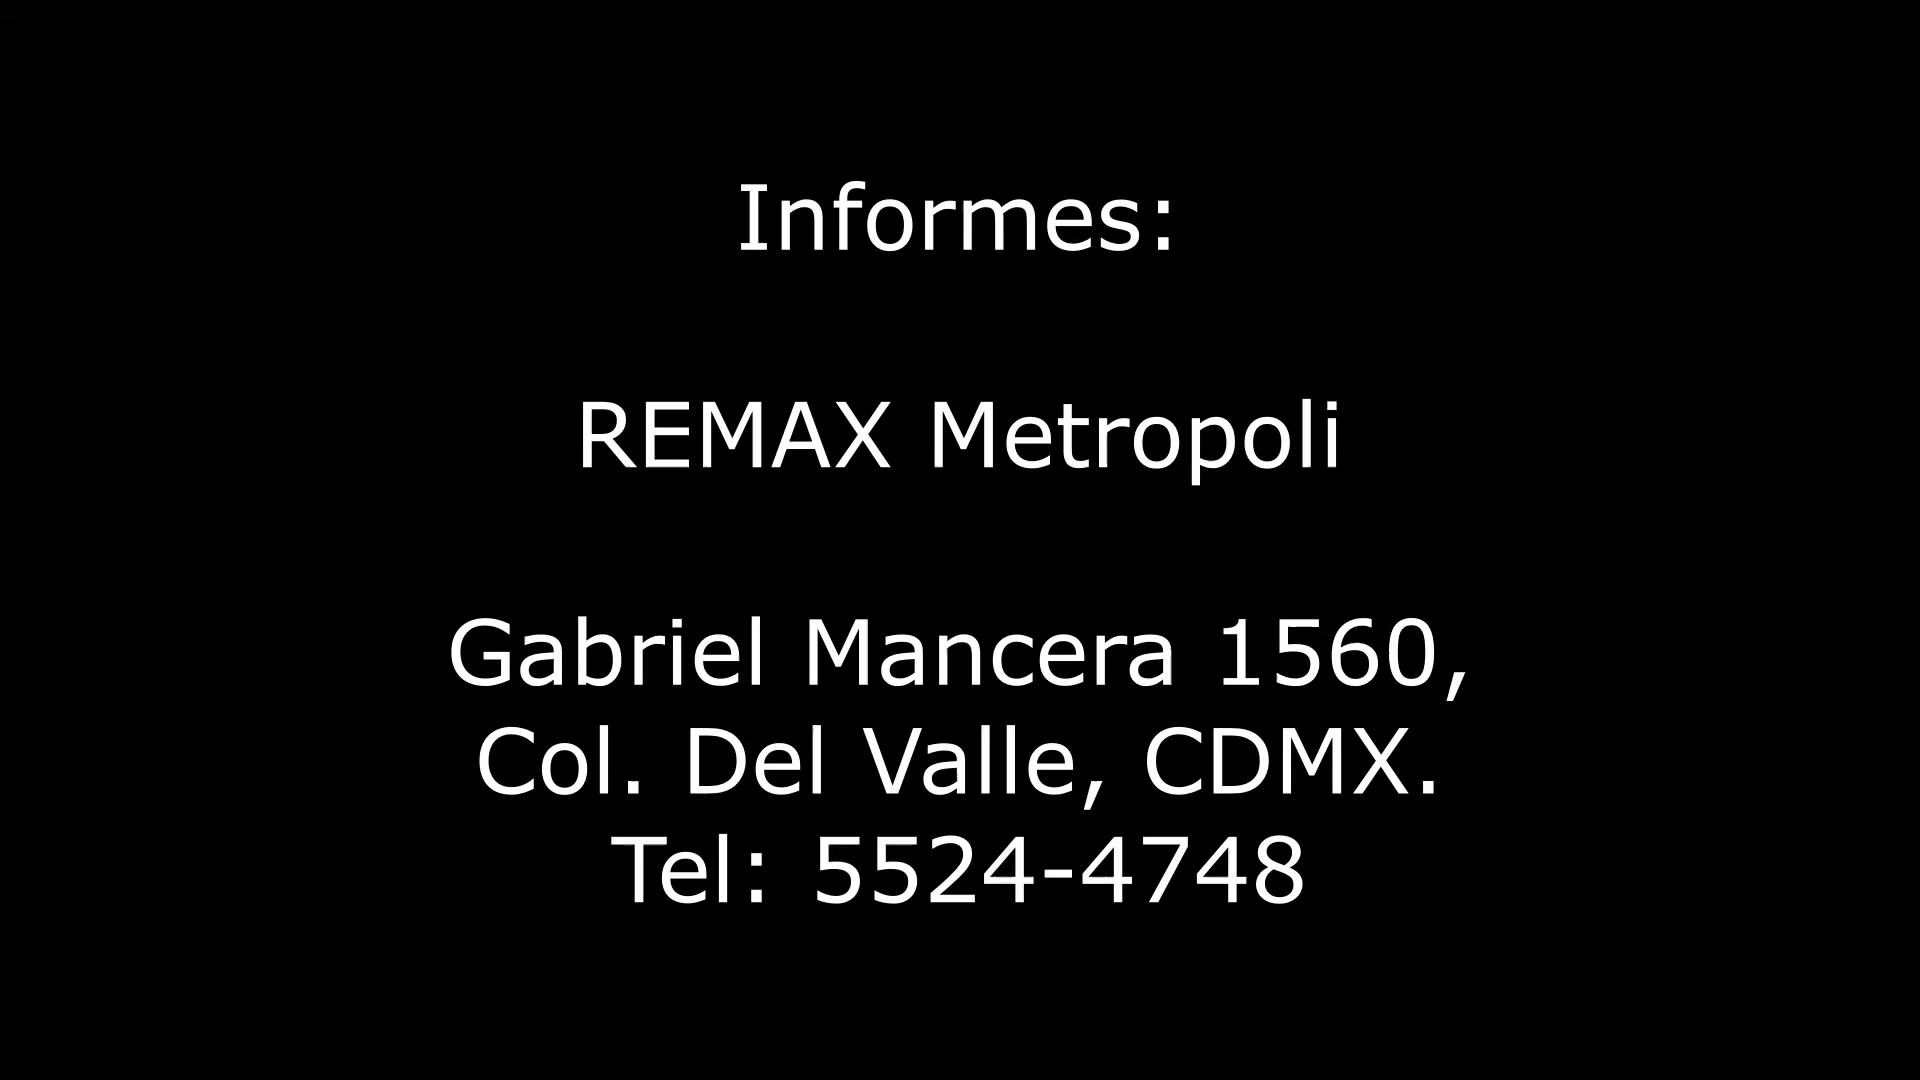 Informes:
REMAX Metropoli
Gabriel Mancera 1560,
Col. Del Valle, CDMX.
Tel: 5524-4748